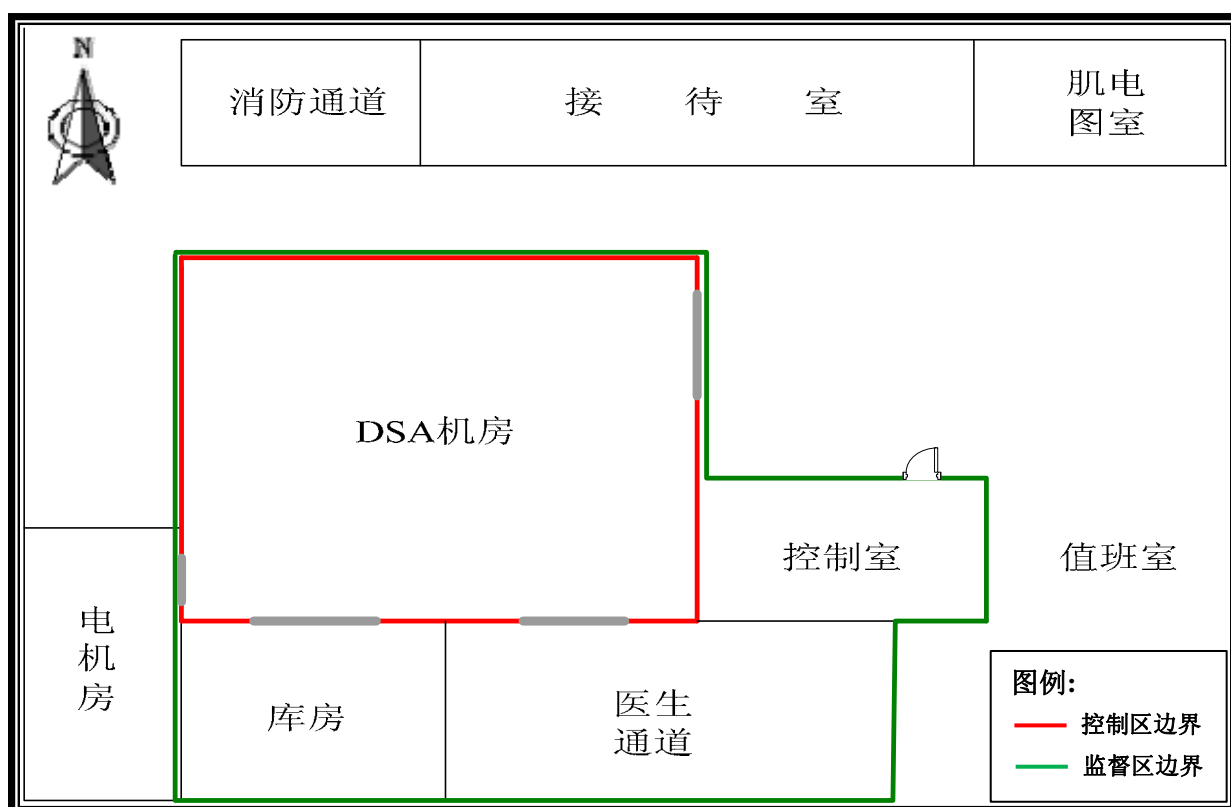 N
消防通道
接待室
肌电
图室
DSA机房
控制室
值班室
电
机
房
库房
医生
通道
图例:
控制区边界
监督区边界